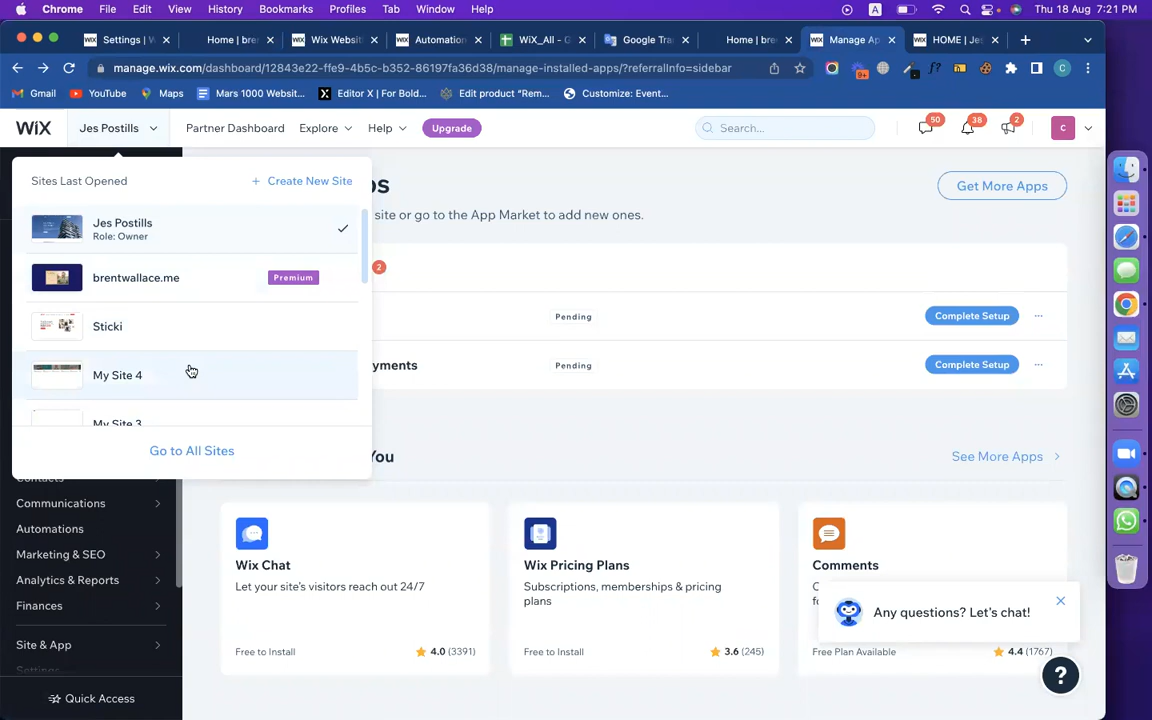 Chrome File Edit View History Bookmarks Profiles Tab Window Help A Thu 18 Aug 7:21 PM
WiX Settings | W × Home | bre × WiX Wix Websit × WiX Automation × WiX_All - G × Google Tra × Home | bre × WiX Manage Ap × WiX HOME | Jes × +
manage.wix.com/dashboard/12843e22-ffe9-4b5c-b352-86197fa36d38/manage-installed-apps/?referralInfo=sidebar 9+ f? C
Gmail YouTube Maps Mars 1000 Websit... X Editor X | For Bold... Edit product “Rem... Customize: Event...
WiX Jes Postills Partner Dashboard Explore Help Upgrade Search... 50 38 2 C
Sites Last Opened + Create New Site
Jes Postills
Role: Owner
brentwallace.me Premium
Sticki
My Site 4
My Site 3
Go to All Sites
ps Get More Apps
site or go to the App Market to add new ones.
2
Pending Complete Setup ...
yments Pending Complete Setup ...
You See More Apps >
Contacts
Communications
Automations
Marketing & SEO
Analytics & Reports
Finances
Site & App
Settings
Quick Access
Wix Chat
Let your site's visitors reach out 24/7
Free to Install 4.0 (3391)
Wix Pricing Plans
Subscriptions, memberships & pricing
plans
Free to Install 3.6 (245)
Comments
Free Plan Available 4.4 (1767)
Any questions? Let's chat! ×
?